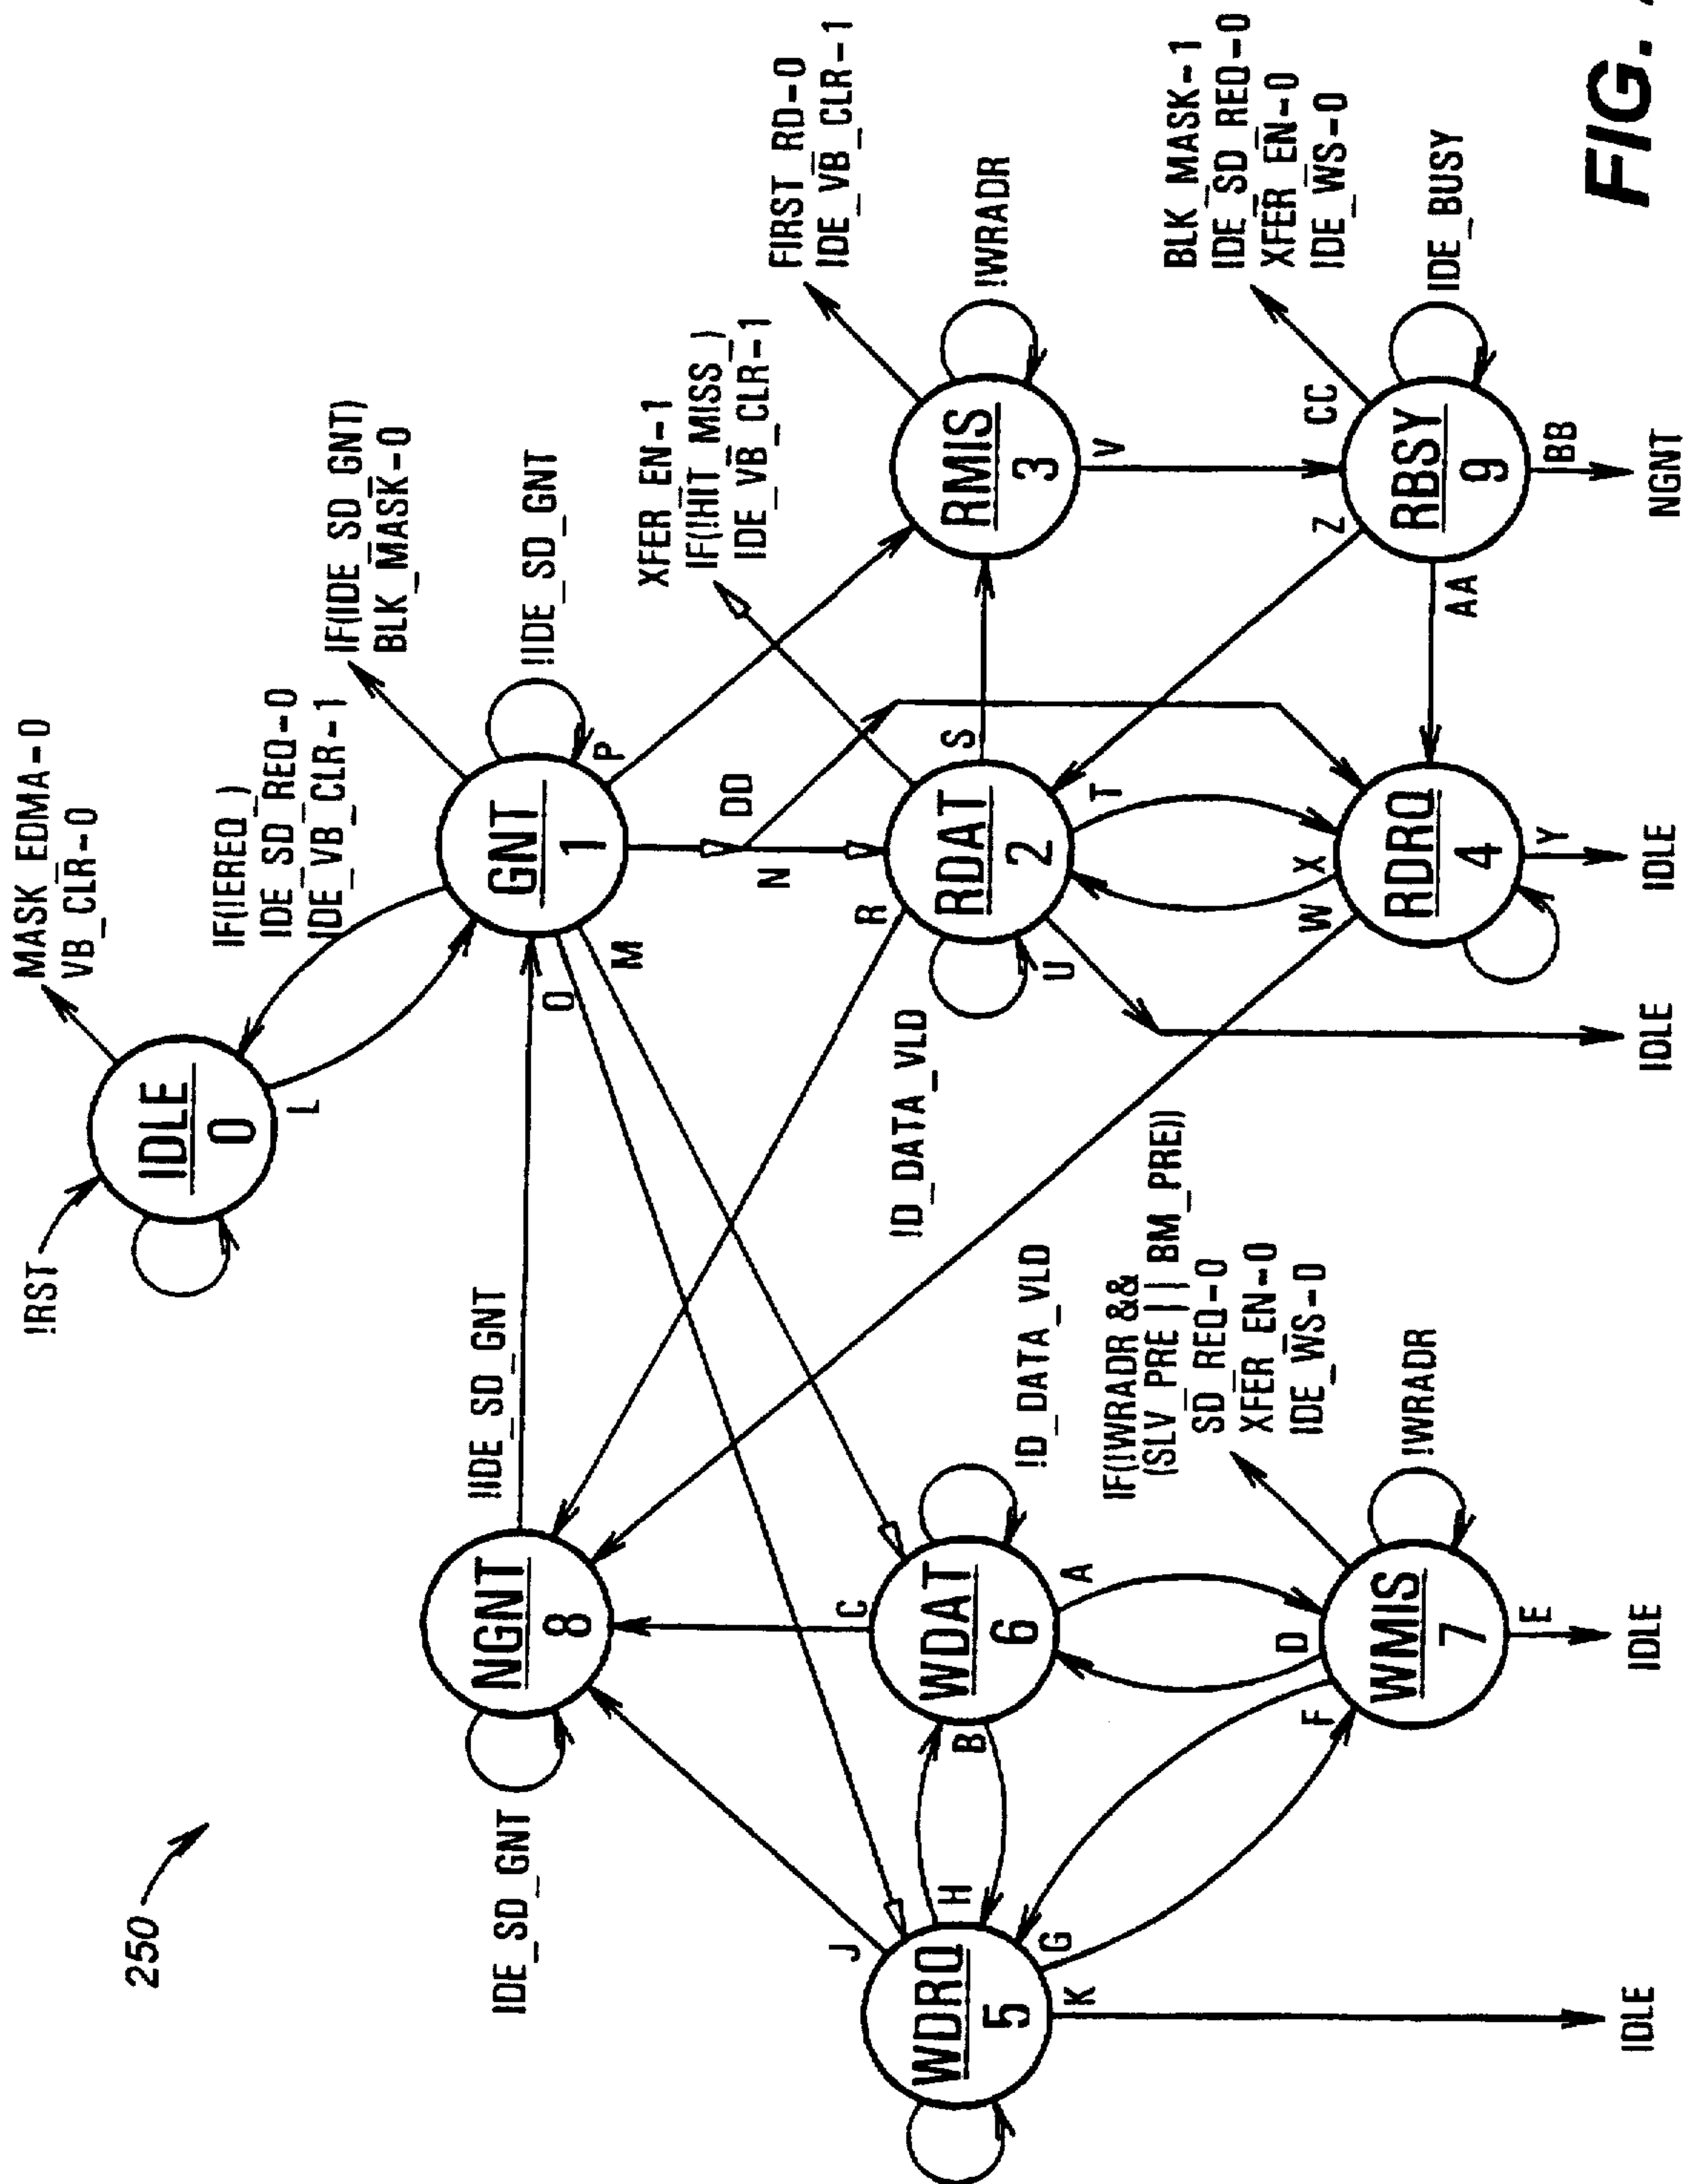 250
!RST
MASK_EDMA=0
VB_CLR=0
IDLE
0
L
IF(!EREQ_)
IDE_SD_REQ=0
IDE_VB_CLR=1
IF(IDE_SD_GNT)
BLK_MASK=0
IDE_SD_GNT
NGNT
8
!IDE_SD_GNT
GNT
1
O
M
P
!IDE_SD_GNT
N
DD
XFER_EN=1
IF(!HIT_MISS_)
IDE_VB_CLR=1
FIRST_RD=0
IDE_VB_CLR=1
J
WDRQ
5
H
G
K
B
C
WDAT
6
A
!D_DATA_VLD
!D_DATA_VLD
R
RDAT
2
U
S
T
RMIS
3
!WRADR
V
IF(!WRADR &&
(SLV_PRE || BM_PRE))
SD_REQ=0
XFER_EN=0
IDE_WS=0
BLK_MASK=1
IDE_SD_REQ=0
XFER_EN=0
IDE_WS=0
F
D
WMIS
7
E
!WRADR
W
X
RDRQ
4
Y
Z
AA
RBSY
9
CC
BB
IDE_BUSY
IDLE
IDLE
IDLE
IDLE
NGNT
FIG.